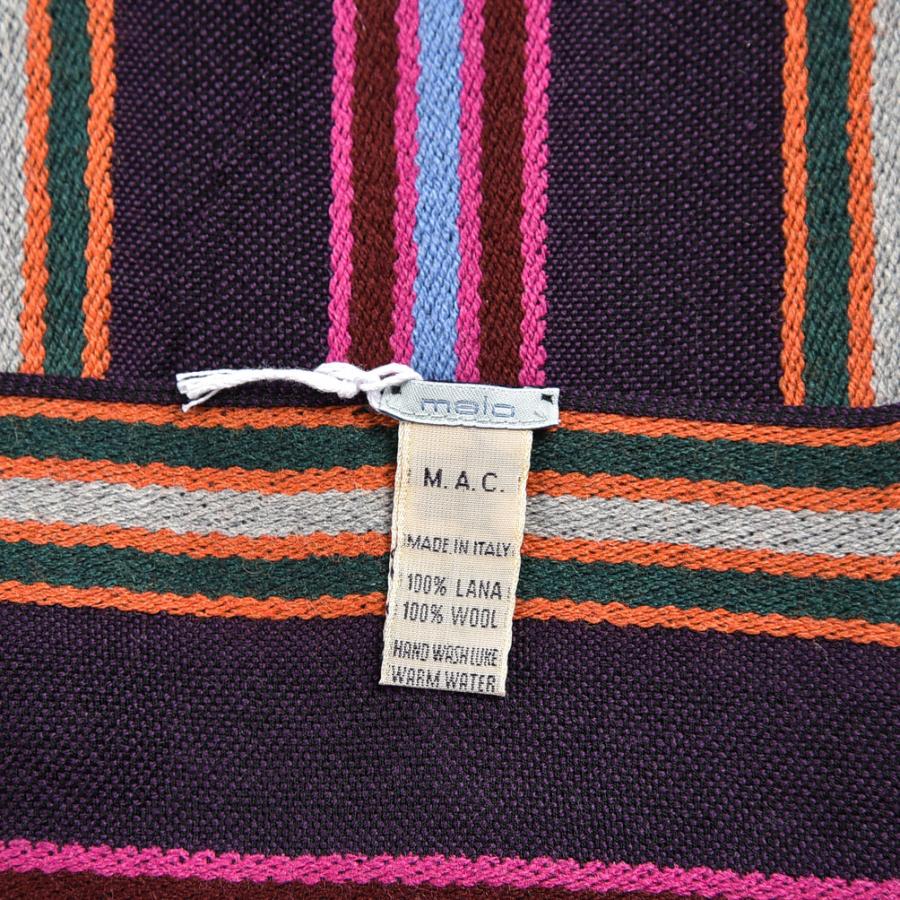 malo
M.A.C.
MADE IN ITALY
100% LANA
100% WOOL
HAND WASH LUKE
WARM WATER